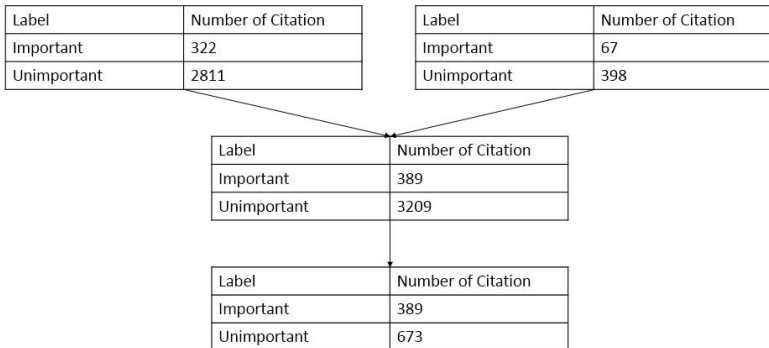 Label Number of Citation
Important 322
Unimportant 2811
Label Number of Citation
Important 67
Unimportant 398
Label Number of Citation
Important 389
Unimportant 3209
Label Number of Citation
Important 389
Unimportant 673